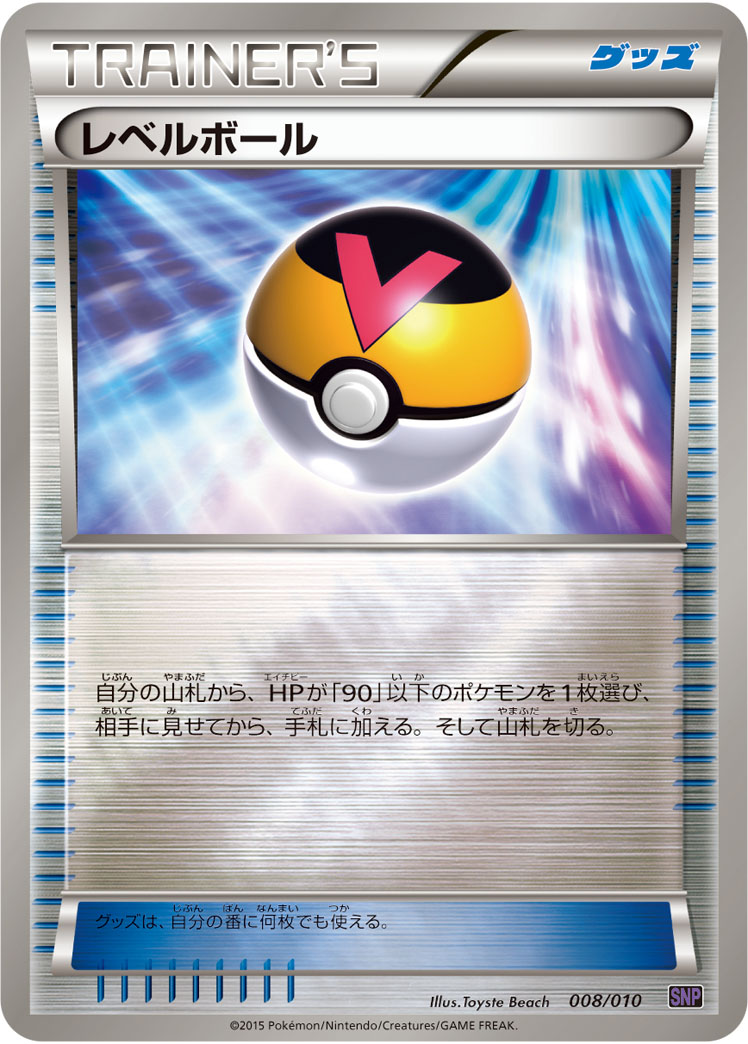 TRAINER'S
グッズ
レベルボール
自分の山札から、HPが「90」以下のポケモンを1枚選び、
相手に見せてから、手札に加える。そして山札を切る。
グッズは、自分の番に何枚でも使える。
Illus.Toyste Beach 008/010 SNP
©2015 Pokémon/Nintendo/Creatures/GAME FREAK.